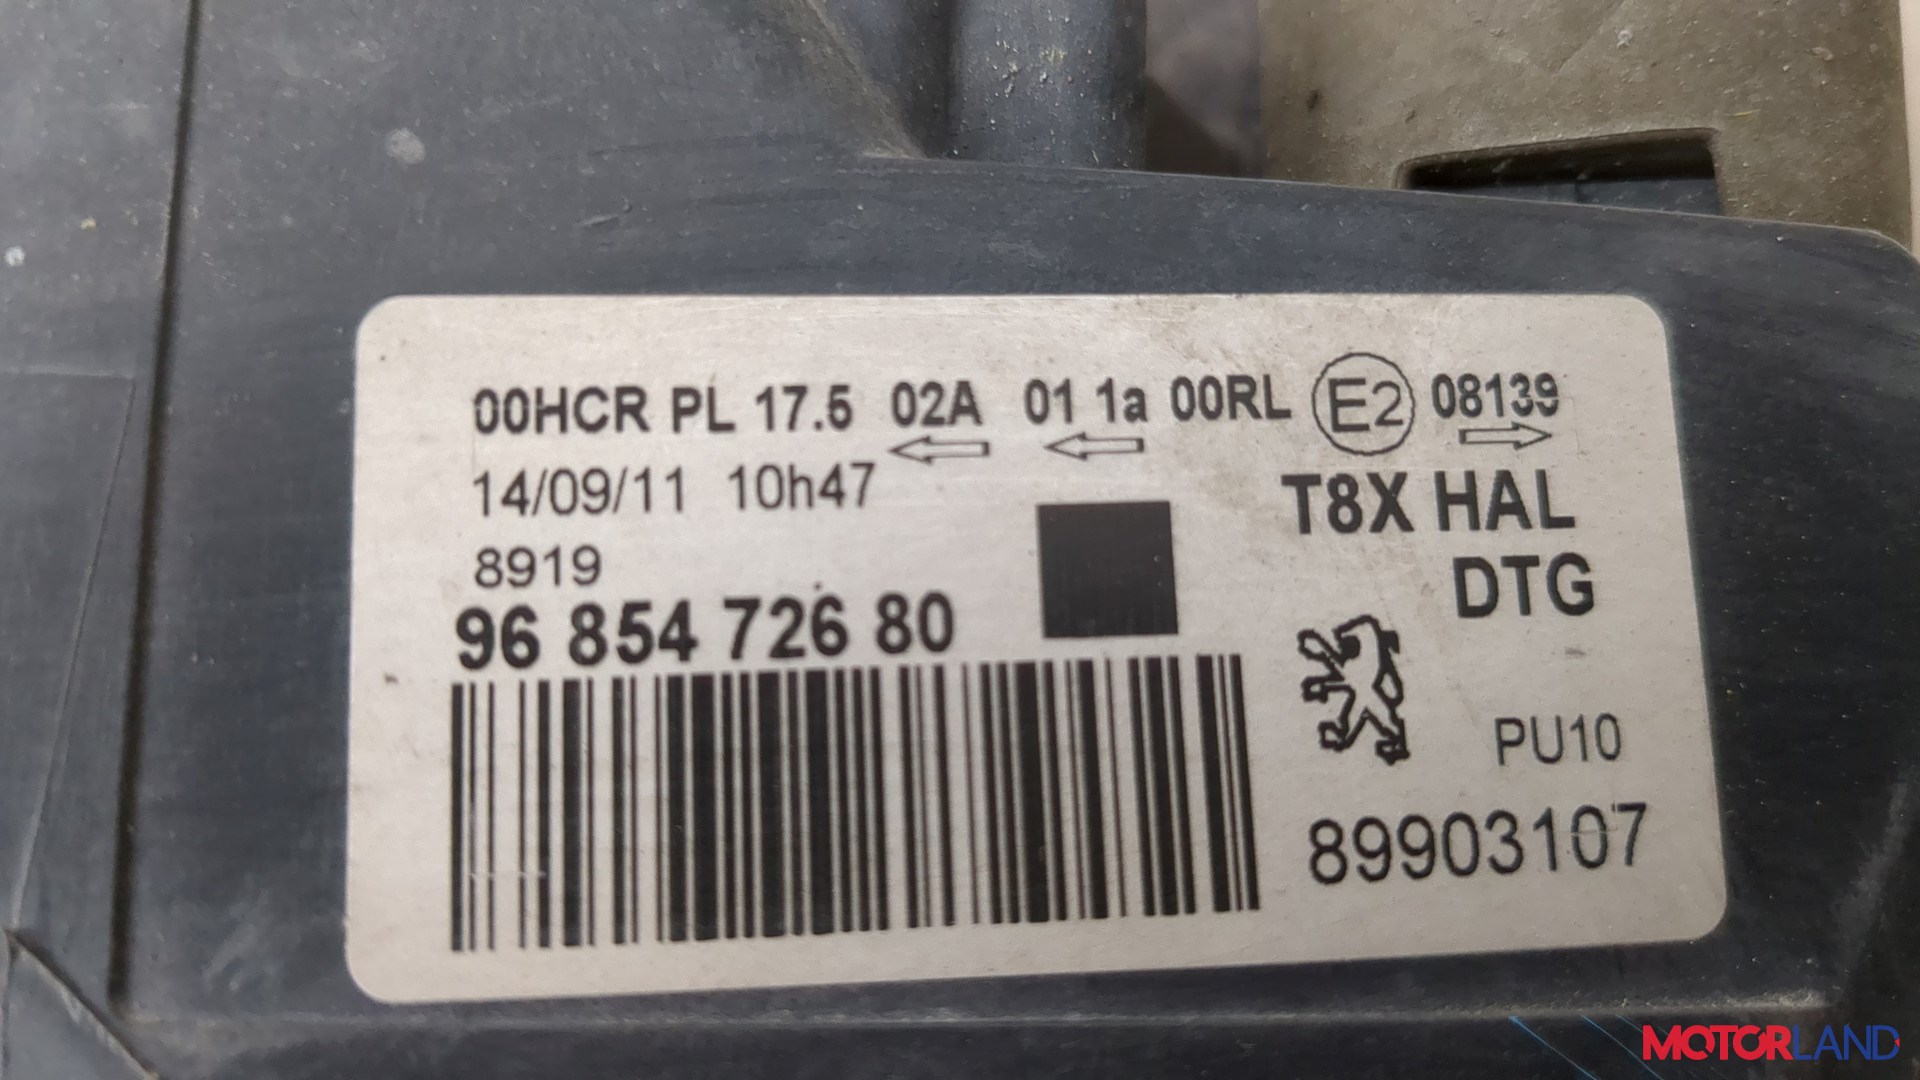 00HCR PL 17.5 02A 01 1a 00RL E2 08139
14/09/11 10h47
T8X HAL
8919
DTG
96 854 726 80
PU10
89903107
MOTORLAND